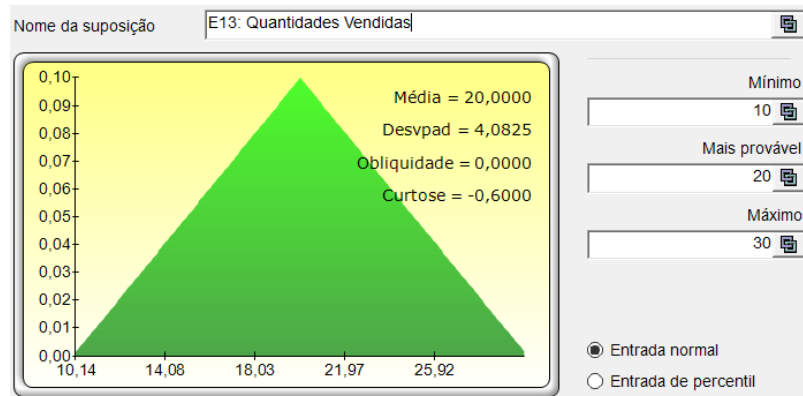 Nome da suposição
E13: Quantidades Vendidas
0,10
0,09
0,08
0,07
0,06
0,05
0,04
0,03
0,02
0,01
0,00
10,14 14,08 18,03 21,97 25,92
Média = 20,0000
Desvpad = 4,0825
Obliquidade = 0,0000
Curtose = -0,6000
Mínimo
10
Mais provável
20
Máximo
30
Entrada normal
Entrada de percentil